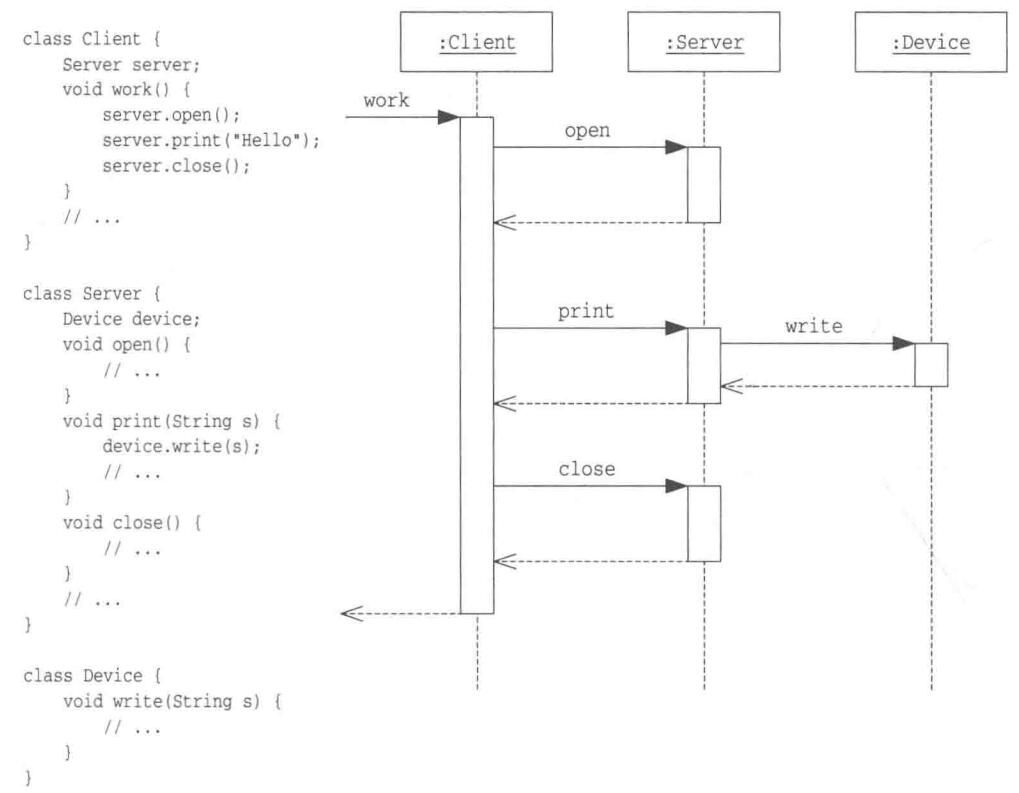 class Client {
    Server server;
    void work() {
        server.open();
        server.print("Hello");
        server.close();
    }
    // ...
}
class Server {
    Device device;
    void open() {
        // ...
    }
    void print(String s) {
        device.write(s);
        // ...
    }
    void close() {
        // ...
    }
    // ...
}
class Device {
    void write(String s) {
        // ...
    }
}
:Client
:Server
:Device
work
open
print
write
close